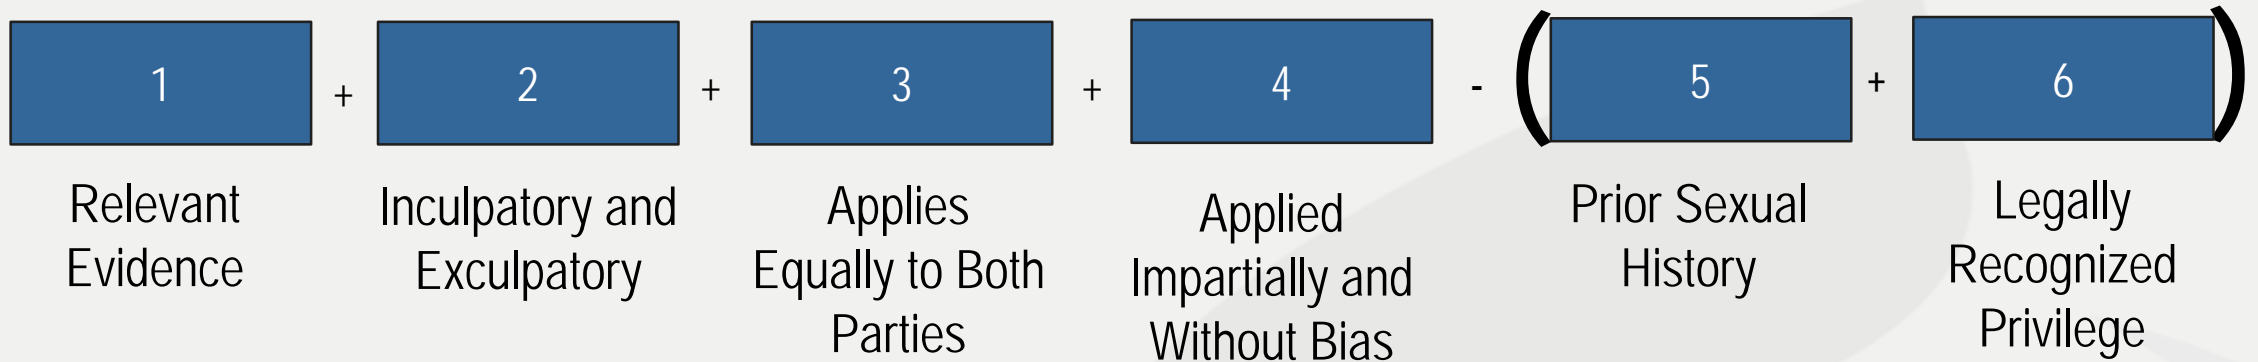 1 + 2 + 3 + 4 - ( 5 + 6 )
Relevant
Evidence
Inculpatory and
Exculpatory
Applies
Equally to Both
Parties
Applied
Impartially and
Without Bias
Prior Sexual
History
Legally
Recognized
Privilege